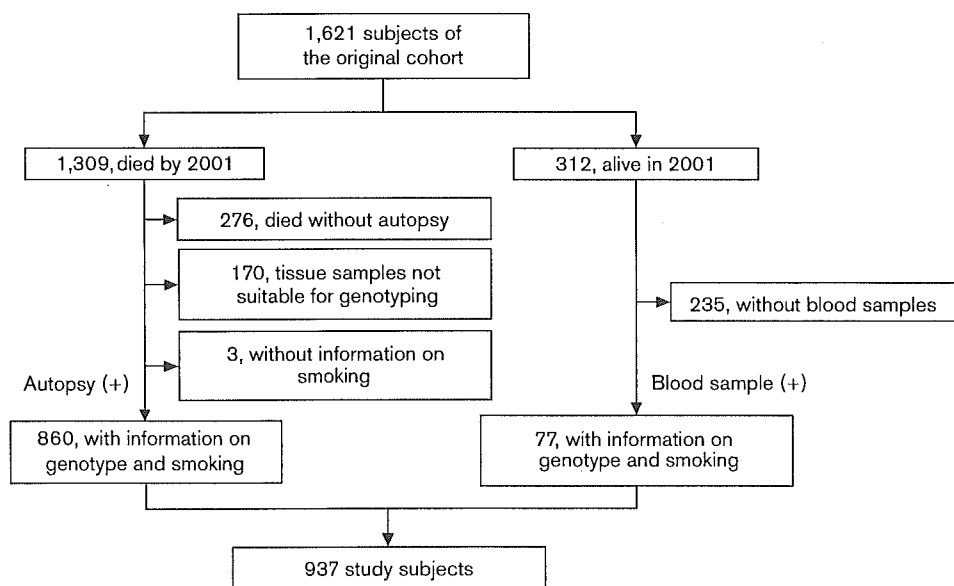 1,621 subjects of
the original cohort
1,309, died by 2001
312, alive in 2001
276, died without autopsy
170, tissue samples not
suitable for genotyping
235, without blood samples
3, without information on
smoking
Autopsy (+)
Blood sample (+)
860, with information on
genotype and smoking
77, with information on
genotype and smoking
937 study subjects